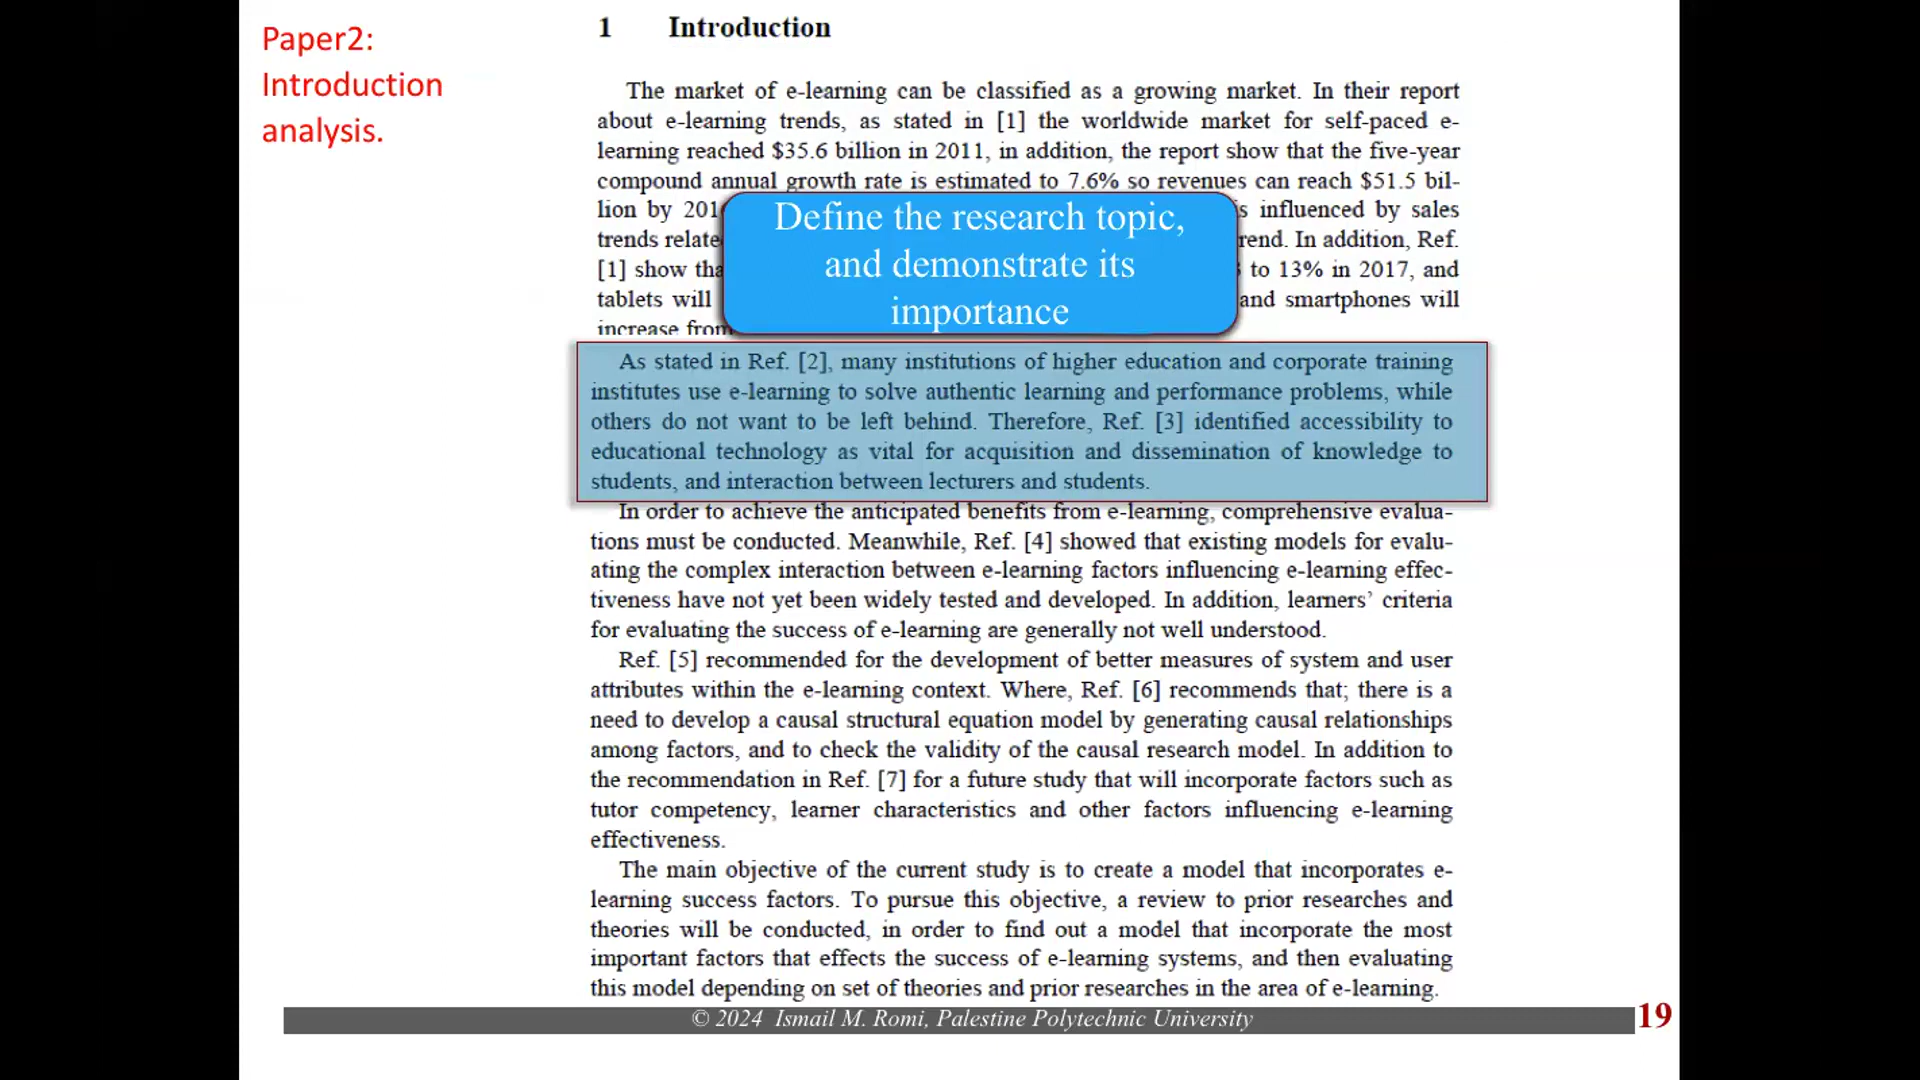 Paper2:
Introduction
analysis.
1 Introduction
The market of e-learning can be classified as a growing market. In their report
about e-learning trends, as stated in [1] the worldwide market for self-paced e-
learning reached $35.6 billion in 2011, in addition, the report show that the five-year
compound annual growth rate is estimated to 7.6% so revenues can reach $51.5 bil-
lion by 201 s influenced by sales
trends relate rend. In addition, Ref.
[1] show tha to 13% in 2017, and
tablets will and smartphones will
increase from
Define the research topic,
and demonstrate its
importance
As stated in Ref. [2], many institutions of higher education and corporate training
institutes use e-learning to solve authentic learning and performance problems, while
others do not want to be left behind. Therefore, Ref. [3] identified accessibility to
educational technology as vital for acquisition and dissemination of knowledge to
students, and interaction between lecturers and students.
In order to achieve the anticipated benefits from e-learning, comprehensive evalua-
tions must be conducted. Meanwhile, Ref. [4] showed that existing models for evalu-
ating the complex interaction between e-learning factors influencing e-learning effec-
tiveness have not yet been widely tested and developed. In addition, learners’ criteria
for evaluating the success of e-learning are generally not well understood.
Ref. [5] recommended for the development of better measures of system and user
attributes within the e-learning context. Where, Ref. [6] recommends that; there is a
need to develop a causal structural equation model by generating causal relationships
among factors, and to check the validity of the causal research model. In addition to
the recommendation in Ref. [7] for a future study that will incorporate factors such as
tutor competency, learner characteristics and other factors influencing e-learning
effectiveness.
The main objective of the current study is to create a model that incorporates e-
learning success factors. To pursue this objective, a review to prior researches and
theories will be conducted, in order to find out a model that incorporate the most
important factors that effects the success of e-learning systems, and then evaluating
this model depending on set of theories and prior researches in the area of e-learning.
© 2024 Ismail M. Romi, Palestine Polytechnic University
19